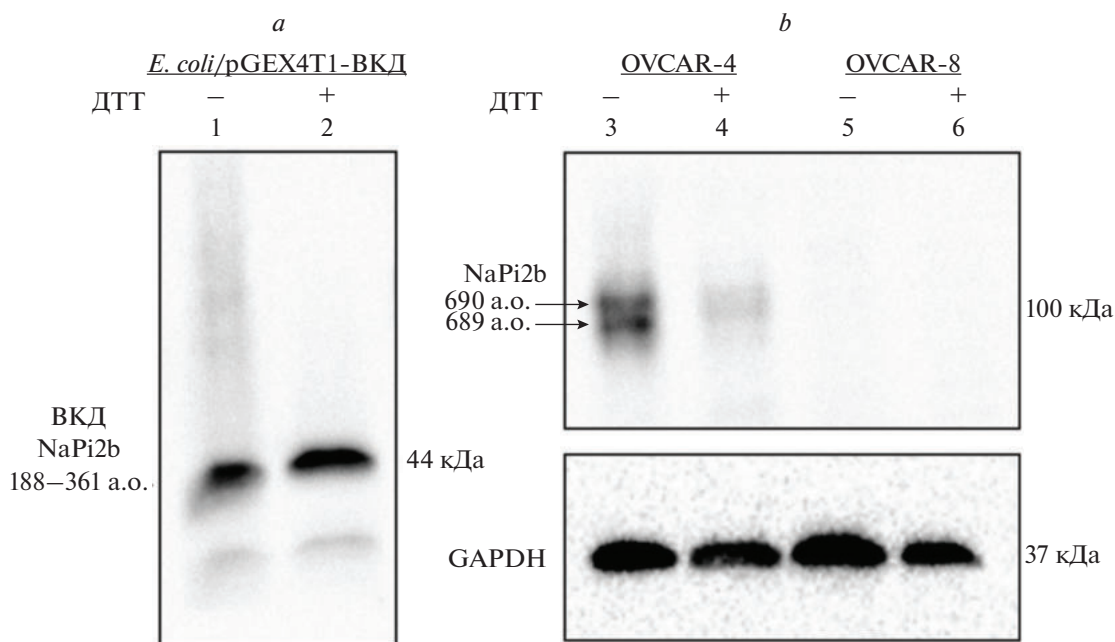 a
E. coli/pGEX4T1-ВКД
ДТТ – +
1 2
ВКД
NaPi2b
188–361 а.о.
44 кДа
b
OVCAR-4 OVCAR-8
ДТТ – + – +
3 4 5 6
NaPi2b
690 а.о.
689 а.о.
100 кДа
GAPDH
37 кДа